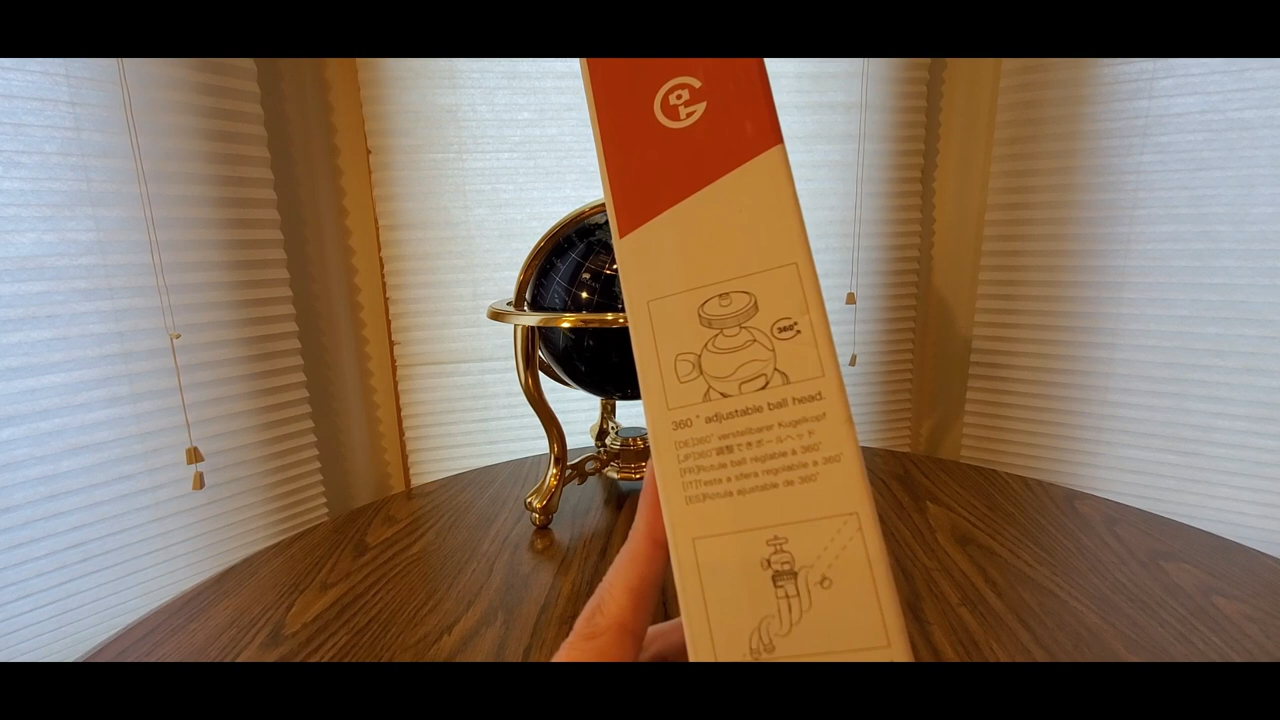 360°
360° adjustable ball head.
[DE]360° verstellbarer Kugelkopf
[JP]360°調整できボールヘッド
[FR]Rotule ball réglable à 360°
[IT]Testa a sfera regolabile a 360°
[ES]Rótula ajustable de 360°